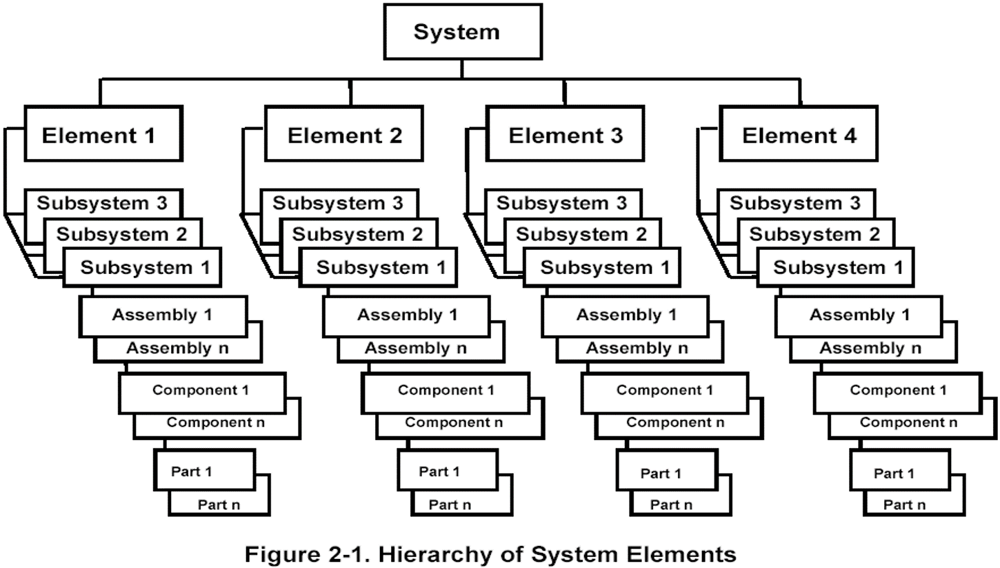 System
Element 1
Element 2
Element 3
Element 4
Subsystem 3
Subsystem 3
Subsystem 3
Subsystem 3
Subsystem 2
Subsystem 2
Subsystem 2
Subsystem 2
Subsystem 1
Subsystem 1
Subsystem 1
Subsystem 1
Assembly 1
Assembly 1
Assembly 1
Assembly 1
Assembly n
Assembly n
Assembly n
Assembly n
Component 1
Component 1
Component 1
Component 1
Component n
Component n
Component n
Component n
Part 1
Part 1
Part 1
Part 1
Part n
Part n
Part n
Part n
Figure 2-1. Hierarchy of System Elements